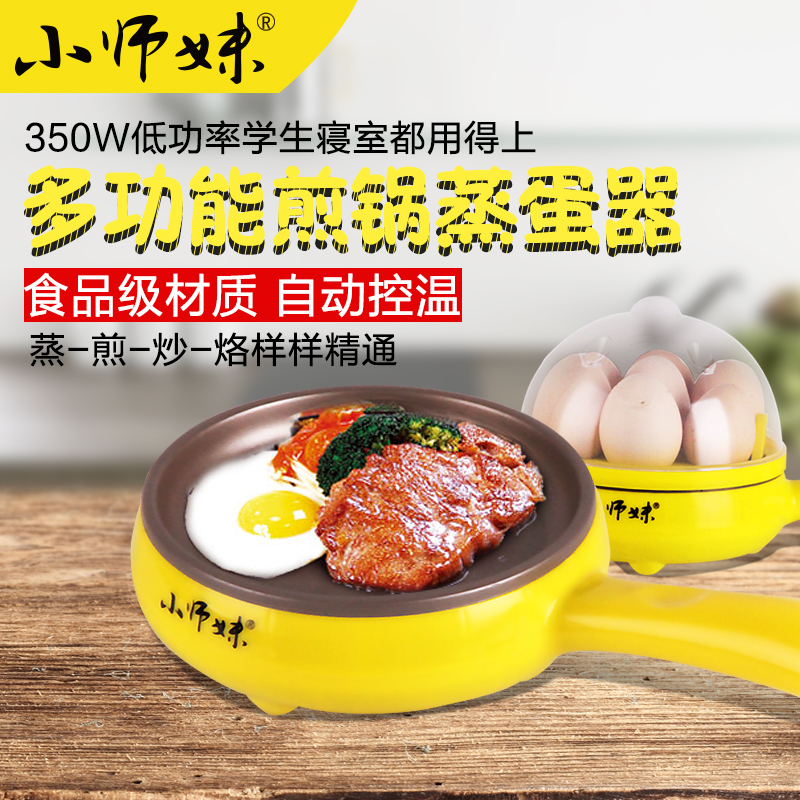 小师妹®
350W低功率学生寝室都用得上
多功能煎锅蒸蛋器
食品级材质 自动控温
蒸-煎-炒-烙样样精通
小师妹®
小师妹®